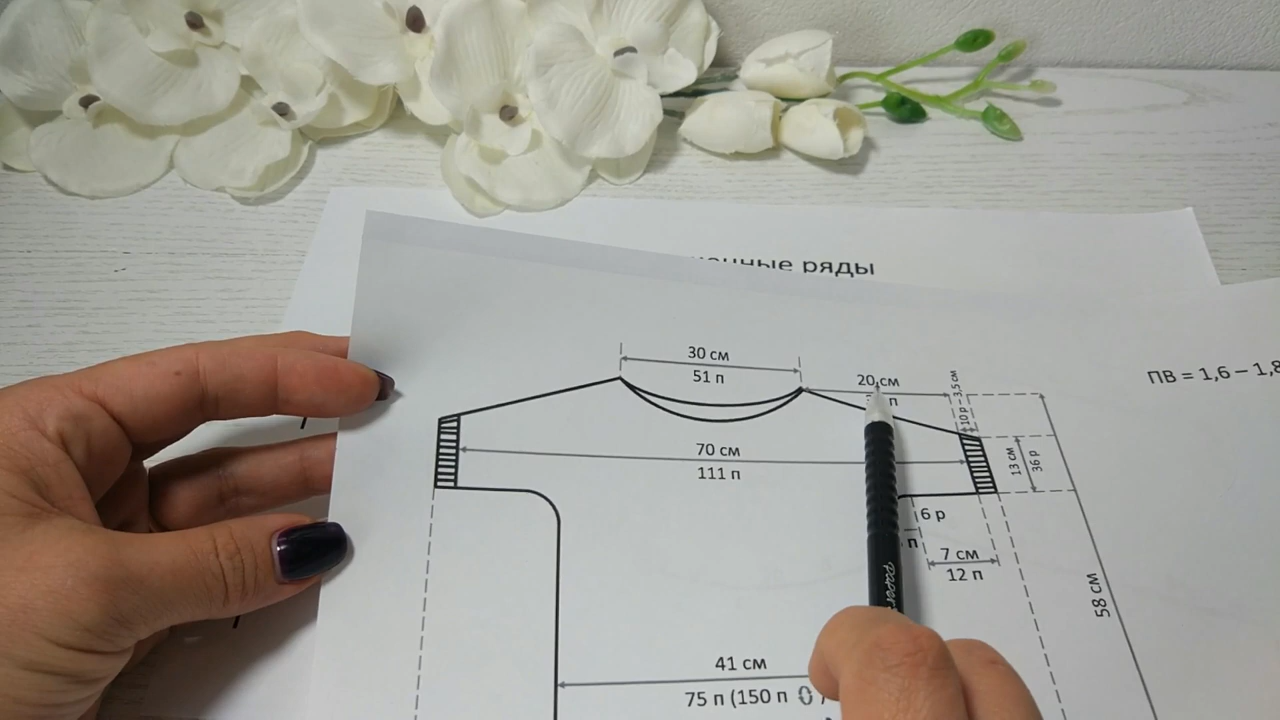 ряды
30 см
51 п
20 см
п
10 р – 3,5 см
ПВ = 1,6 – 1,8
70 см
111 п
13 см
36 р
6 р
п
7 см
12 п
58 см
41 см
75 п (150 п